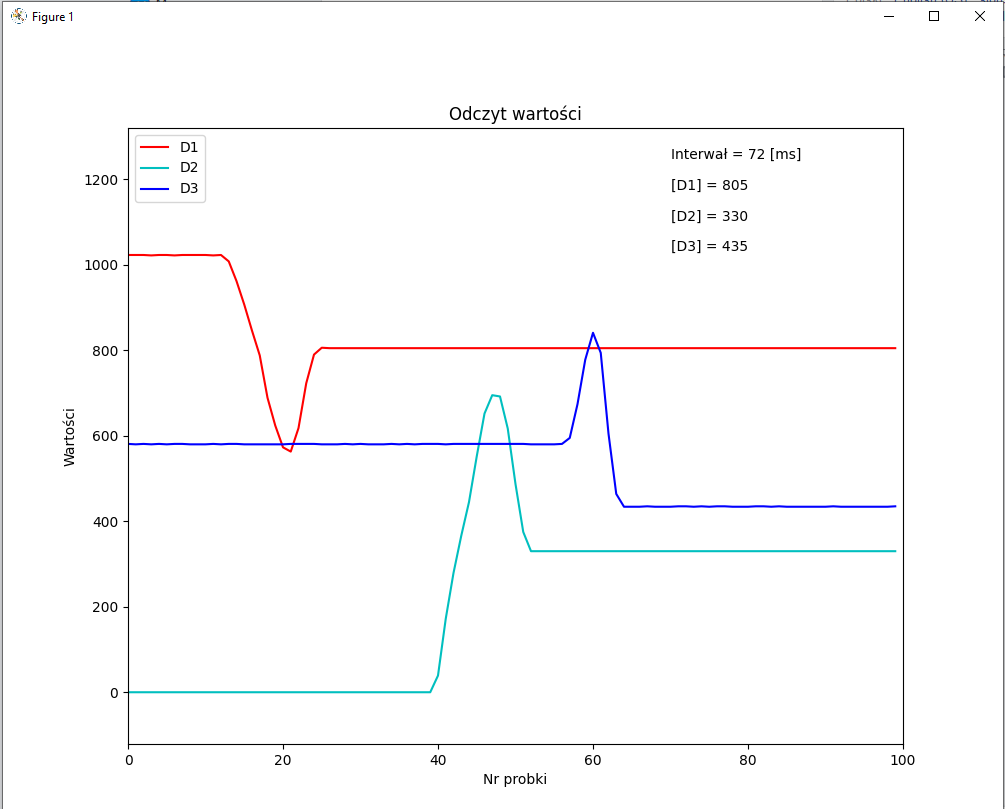 Figure 1
Odczyt wartości
D1
D2
D3
Interwał = 72 [ms]
[D1] = 805
[D2] = 330
[D3] = 435
1200
1000
800
600
400
200
0
Wartości
0 20 40 60 80 100
Nr probki